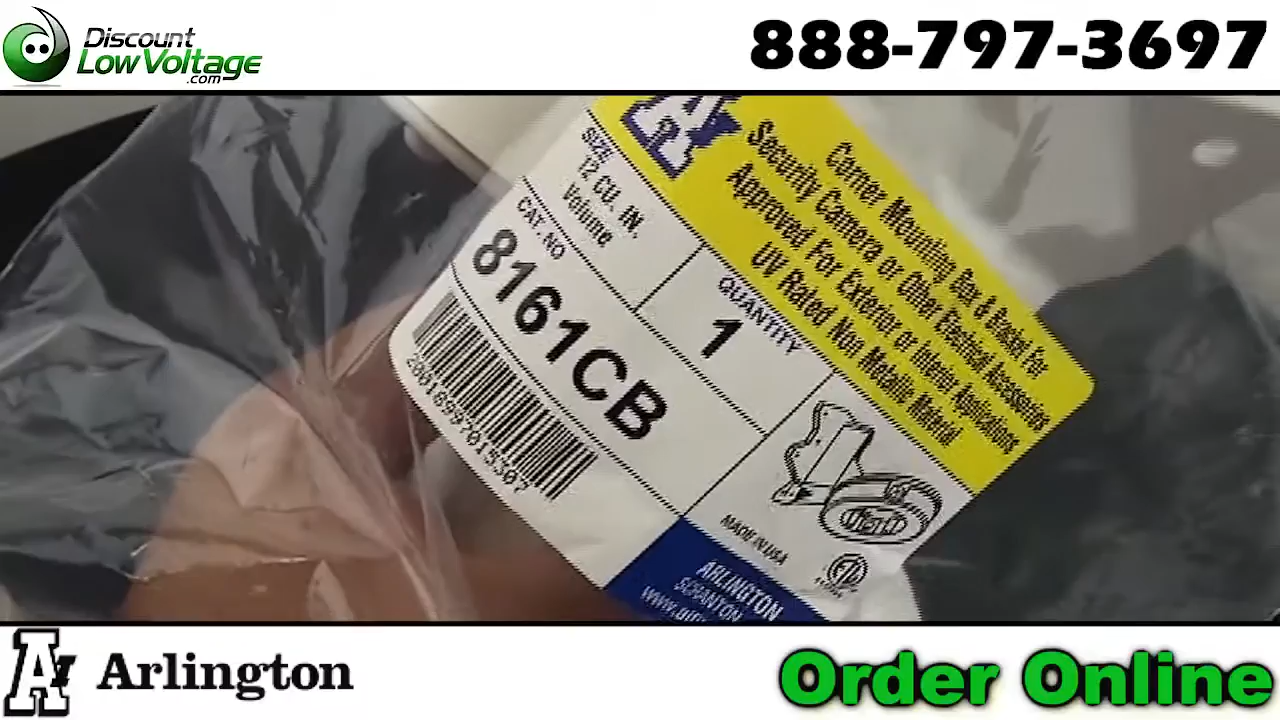 Discount
LowVoltage
.com
888-797-3697
Corner Mounting Box & Bracket For
Security Camera or Other Electrical Accessories
Approved For Exterior or Interior Applications
UV Rated Non Metallic Material
SIZE
12 CU. IN.
Volume
QUANTITY
1
CAT. NO
8161CB
MADE IN USA
ARLINGTON
SCRANTON
Arlington
Order Online